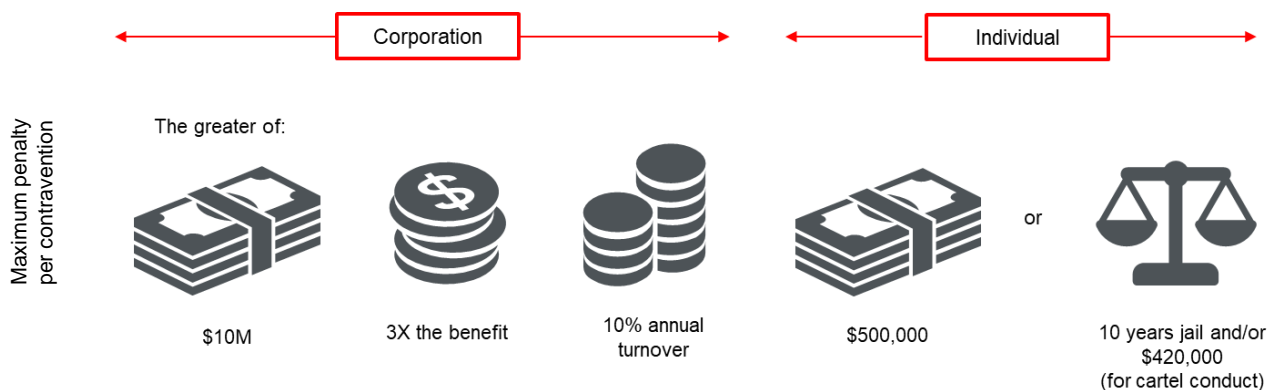 Corporation
Individual
Maximum penalty
per contravention
The greater of:
$
or
$10M
3X the benefit
10% annual
turnover
$500,000
10 years jail and/or
$420,000
(for cartel conduct)